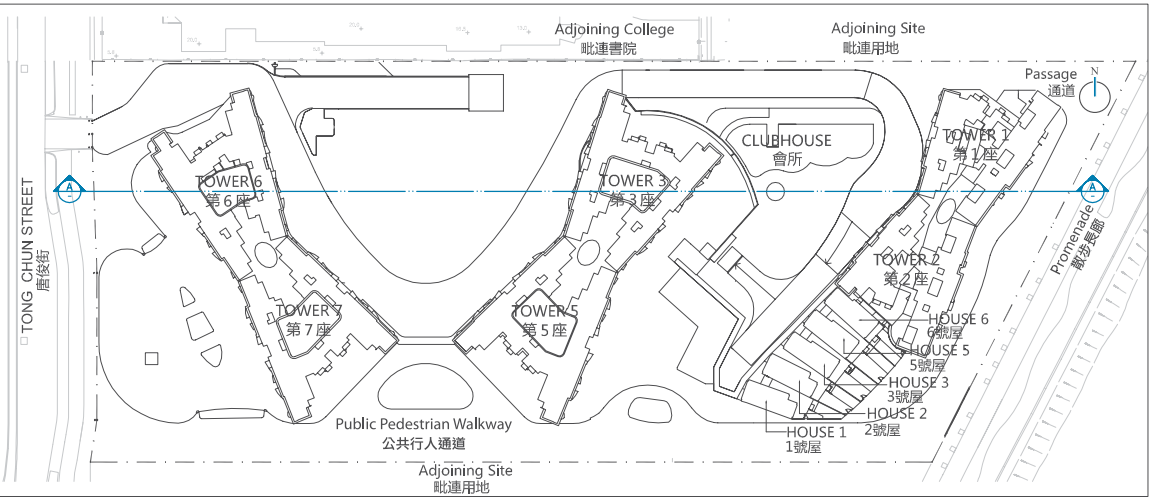 Adjoining College
毗連書院
Adjoining Site
毗連用地
Passage
通道
N
CLUBHOUSE
會所
TOWER 1
第1座
TOWER 6
第6座
TOWER 3
第3座
A
A
TONG CHUN STREET
唐俊街
Promenade
散步長廊
TOWER 2
第2座
TOWER 7
第7座
TOWER 5
第5座
HOUSE 6
6號屋
HOUSE 5
5號屋
HOUSE 3
3號屋
HOUSE 2
2號屋
HOUSE 1
1號屋
Public Pedestrian Walkway
公共行人通道
Adjoining Site
毗連用地